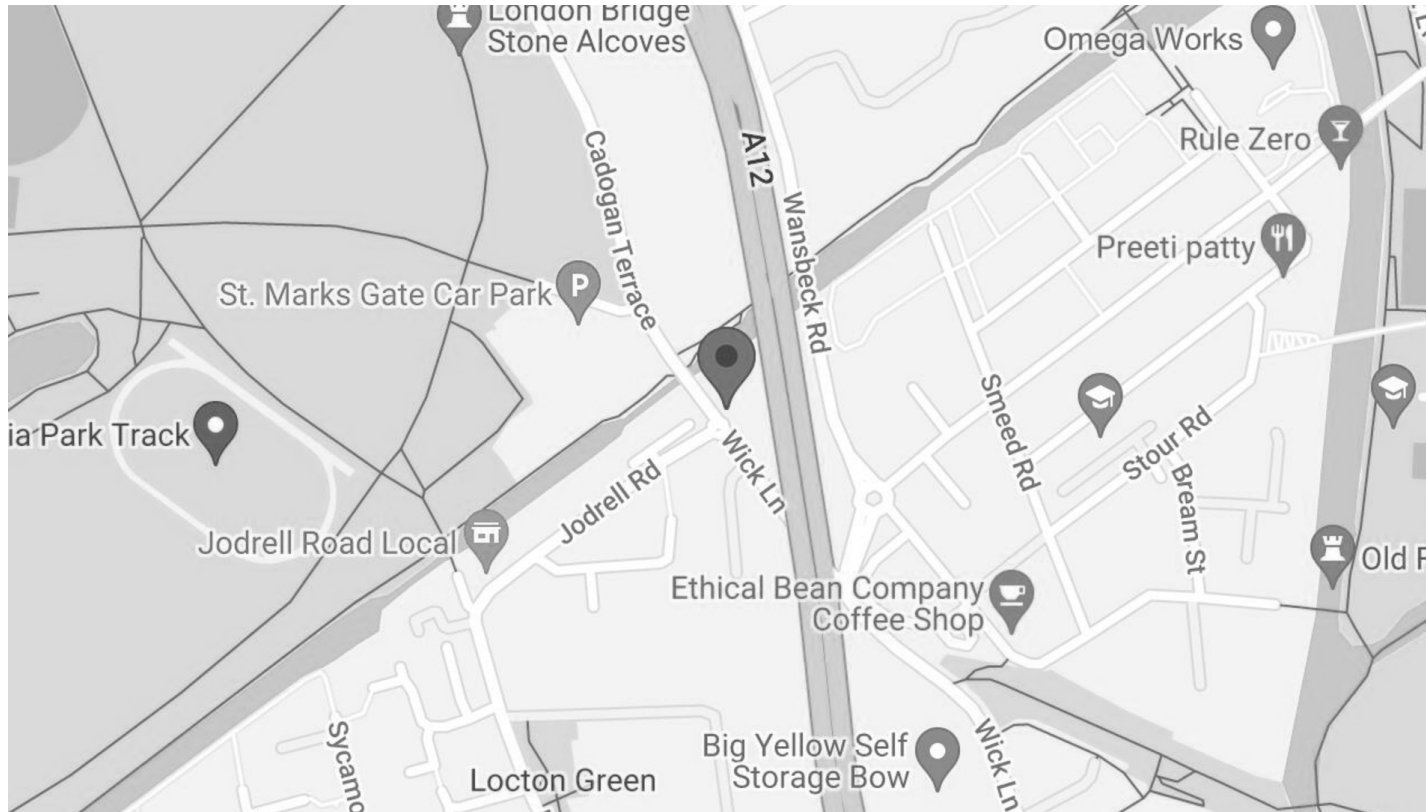 London Bridge
Stone Alcoves
Omega Works
Cadogan Terrace
A12
Rule Zero
Wansbeck Rd
Preeti patty
St. Marks Gate Car Park
P
Smeed Rd
ia Park Track
Wick Ln
Stour Rd
Jodrell Rd
Bream St
Jodrell Road Local
Old
Ethical Bean Company
Coffee Shop
Sycamo
Big Yellow Self
Storage Bow
Wick Ln
Locton Green